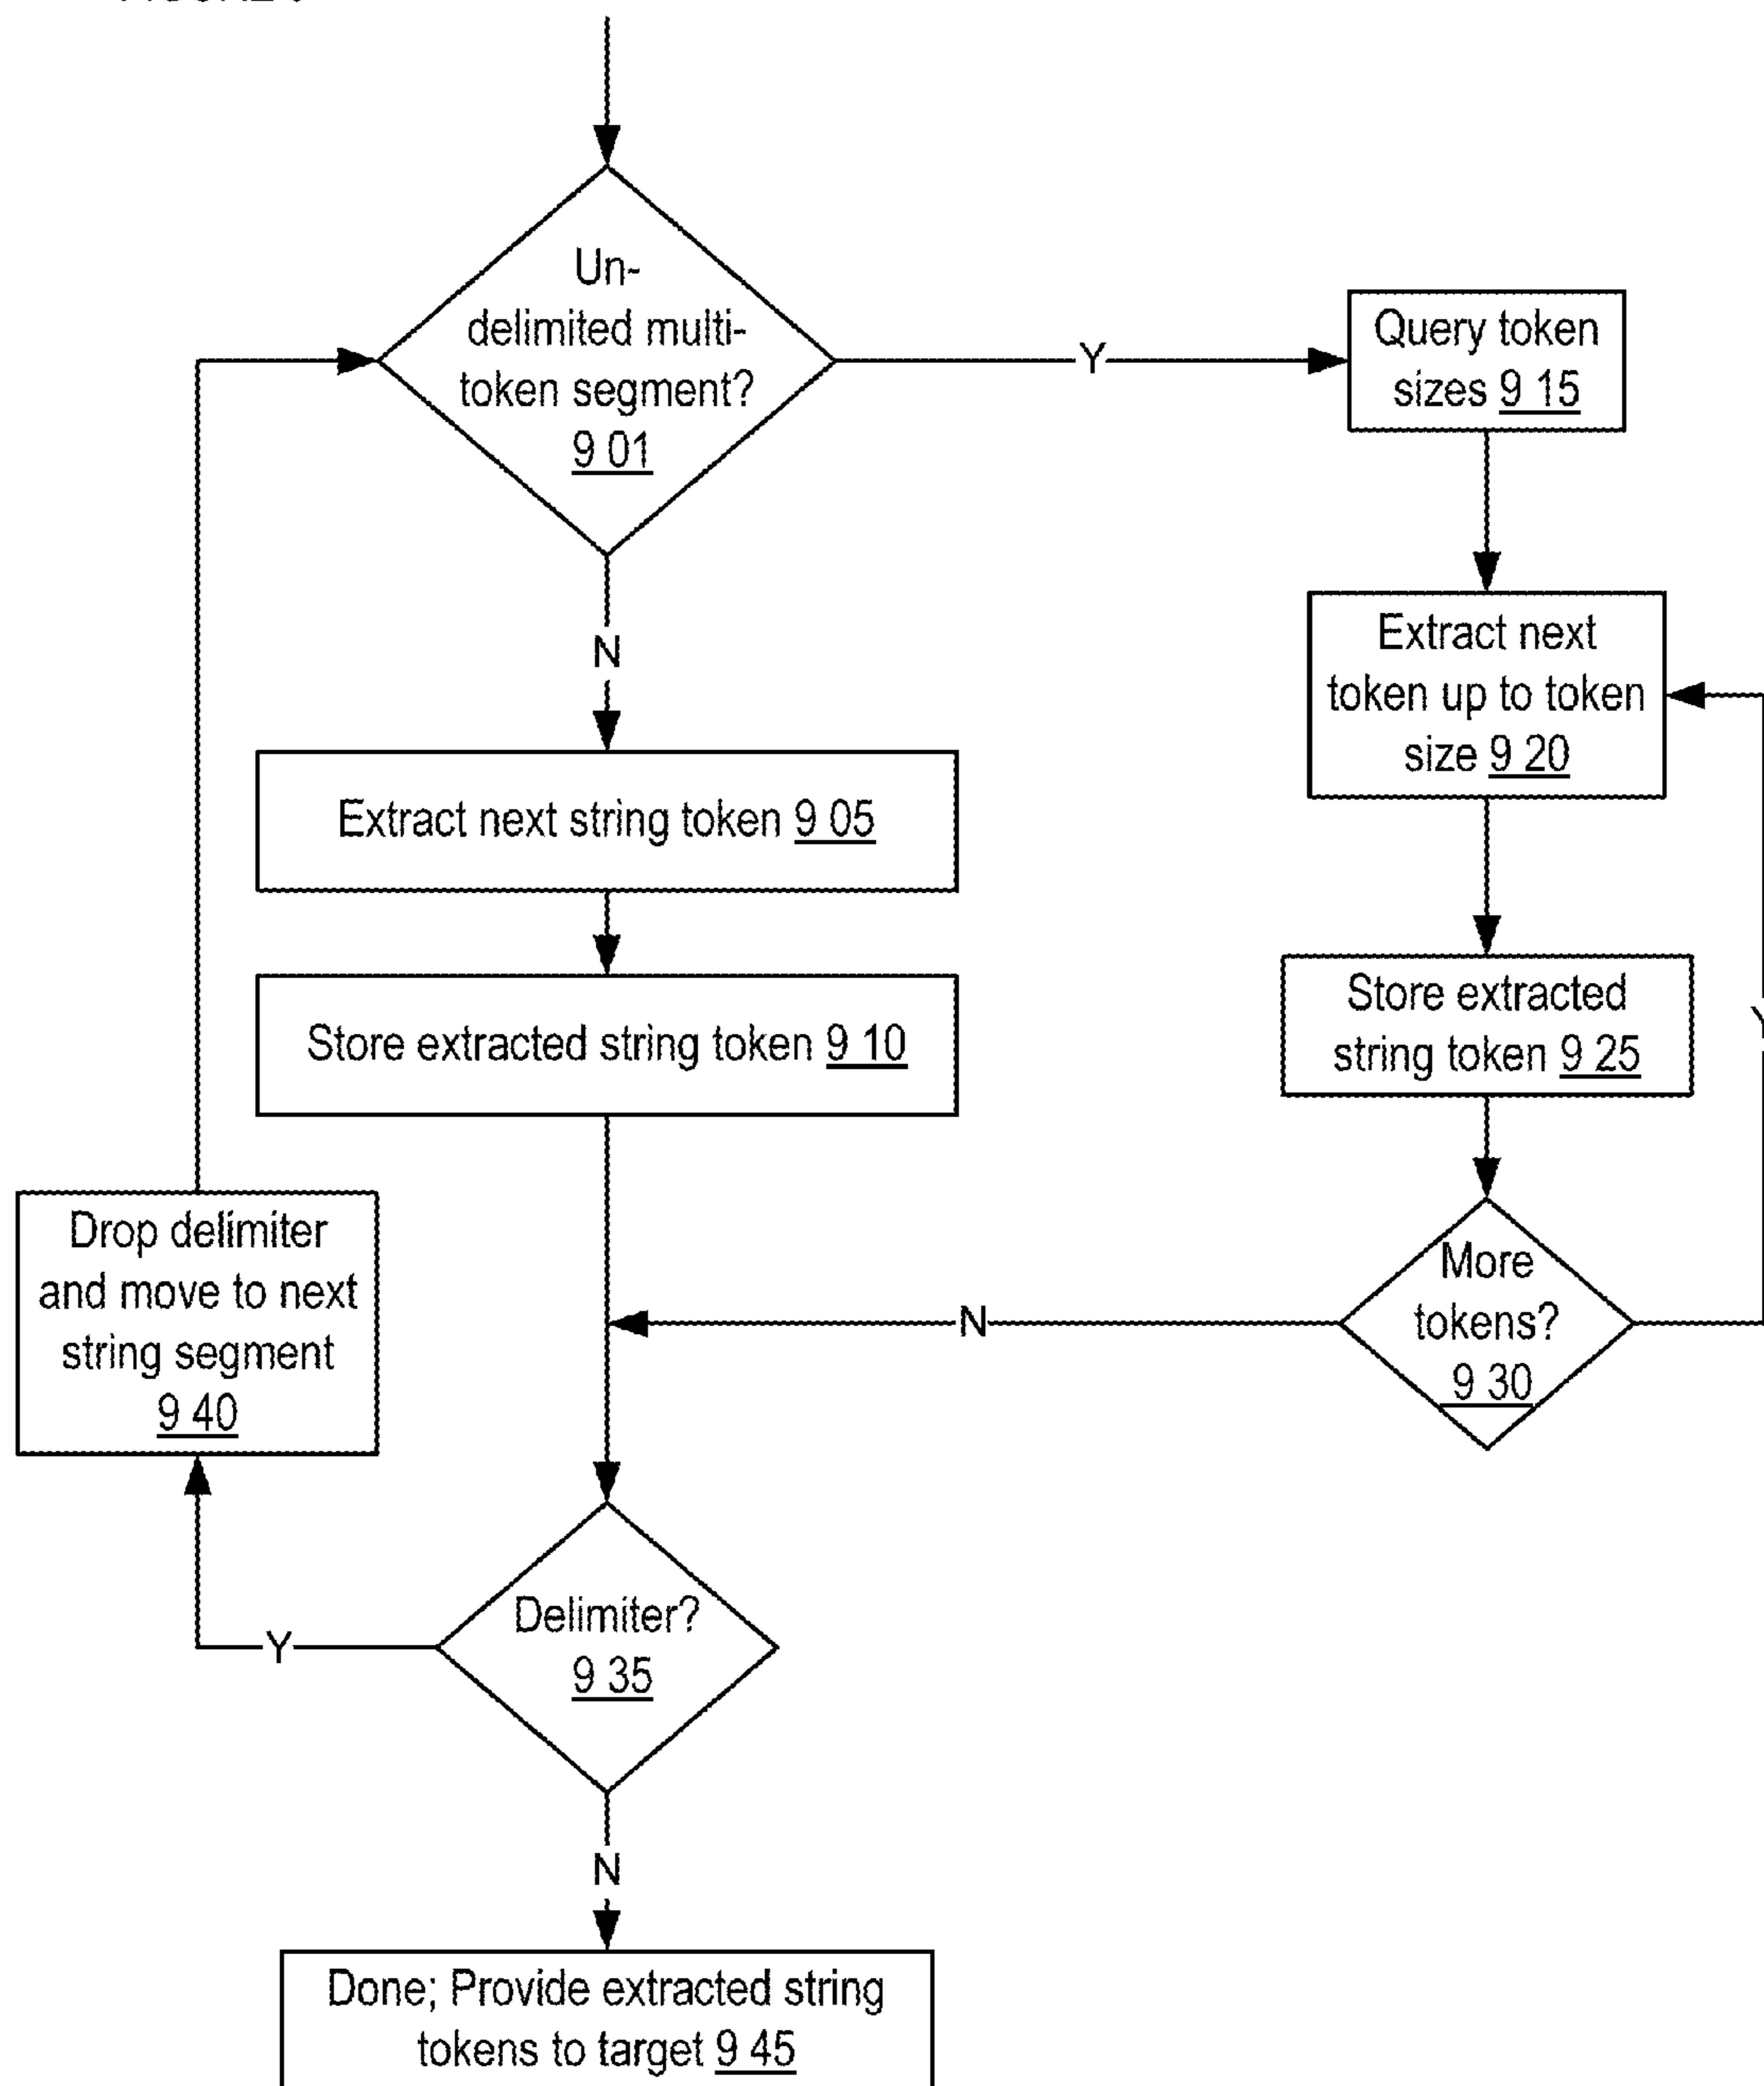 Un-
delimited multi-
token segment?
9 01
Y
Query token
sizes 9 15
N
Extract next
token up to token
size 9 20
Extract next string token 9 05
Store extracted
string token 9 25
Y
Store extracted string token 9 10
Drop delimiter
and move to next
string segment
9 40
More
tokens?
9 30
N
Delimiter?
9 35
Y
N
Done; Provide extracted string
tokens to target 9 45